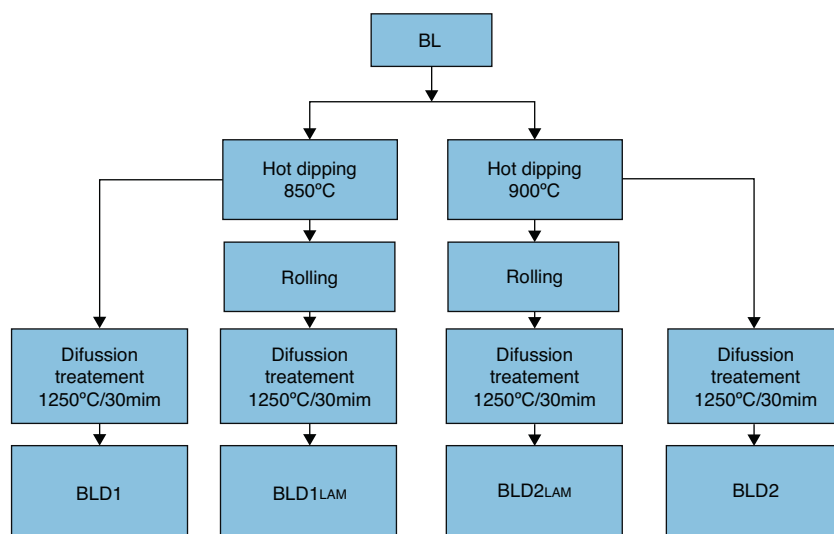 BL
Hot dipping
850ºC
Hot dipping
900ºC
Rolling
Rolling
Difussion
treatement
1250ºC/30mim
Difussion
treatement
1250ºC/30mim
Difussion
treatement
1250ºC/30mim
Difussion
treatement
1250ºC/30mim
BLD1
BLD1LAM
BLD2LAM
BLD2